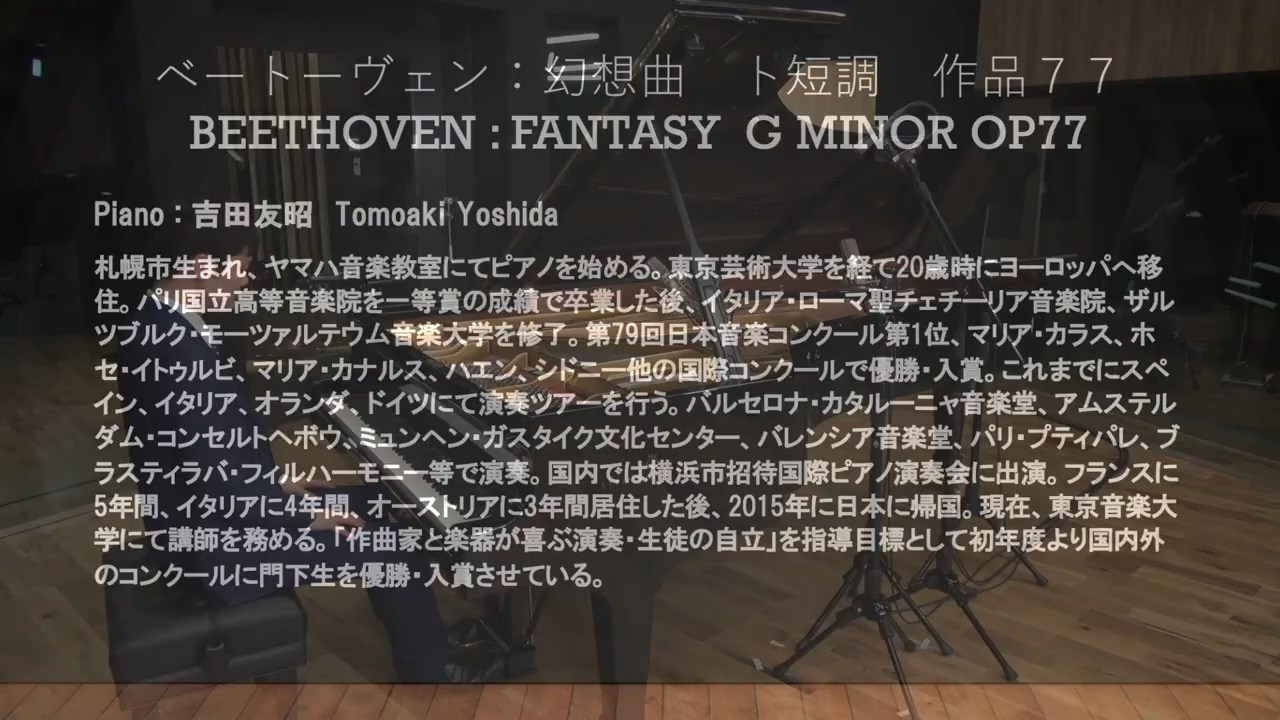 ベートーヴェン：幻想曲　ト短調　作品７７
BEETHOVEN : FANTASY G MINOR OP77
Piano：吉田友昭　Tomoaki Yoshida
札幌市生まれ、ヤマハ音楽教室にてピアノを始める。東京芸術大学を経て20歳時にヨーロッパへ移
住。パリ国立高等音楽院を一等賞の成績で卒業した後、イタリア・ローマ聖チェチーリア音楽院、ザル
ツブルク・モーツァルテウム音楽大学を修了。第79回日本音楽コンクール第1位、マリア・カラス、ホ
セ・イトゥルビ、マリア・カナルス、ハエン、シドニー他の国際コンクールで優勝・入賞。これまでにスペ
イン、イタリア、オランダ、ドイツにて演奏ツアーを行う。バルセロナ・カタルーニャ音楽堂、アムステル
ダム・コンセルトヘボウ、ミュンヘン・ガスタイク文化センター、バレンシア音楽堂、パリ・プティパレ、ブ
ラスティラバ・フィルハーモニー等で演奏。国内では横浜市招待国際ピアノ演奏会に出演。フランスに
5年間、イタリアに4年間、オーストリアに3年間居住した後、2015年に日本に帰国。現在、東京音楽大
学にて講師を務める。「作曲家と楽器が喜ぶ演奏・生徒の自立」を指導目標として初年度より国内外
のコンクールに門下生を優勝・入賞させている。